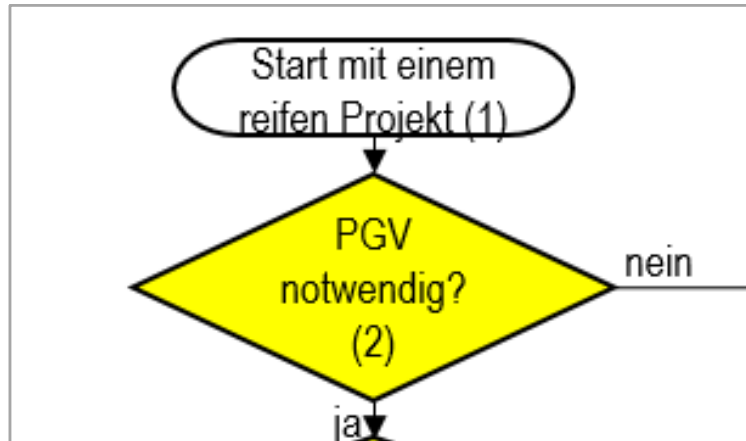 Start mit einem
reifen Projekt (1)
PGV
notwendig?
(2)
nein
ja